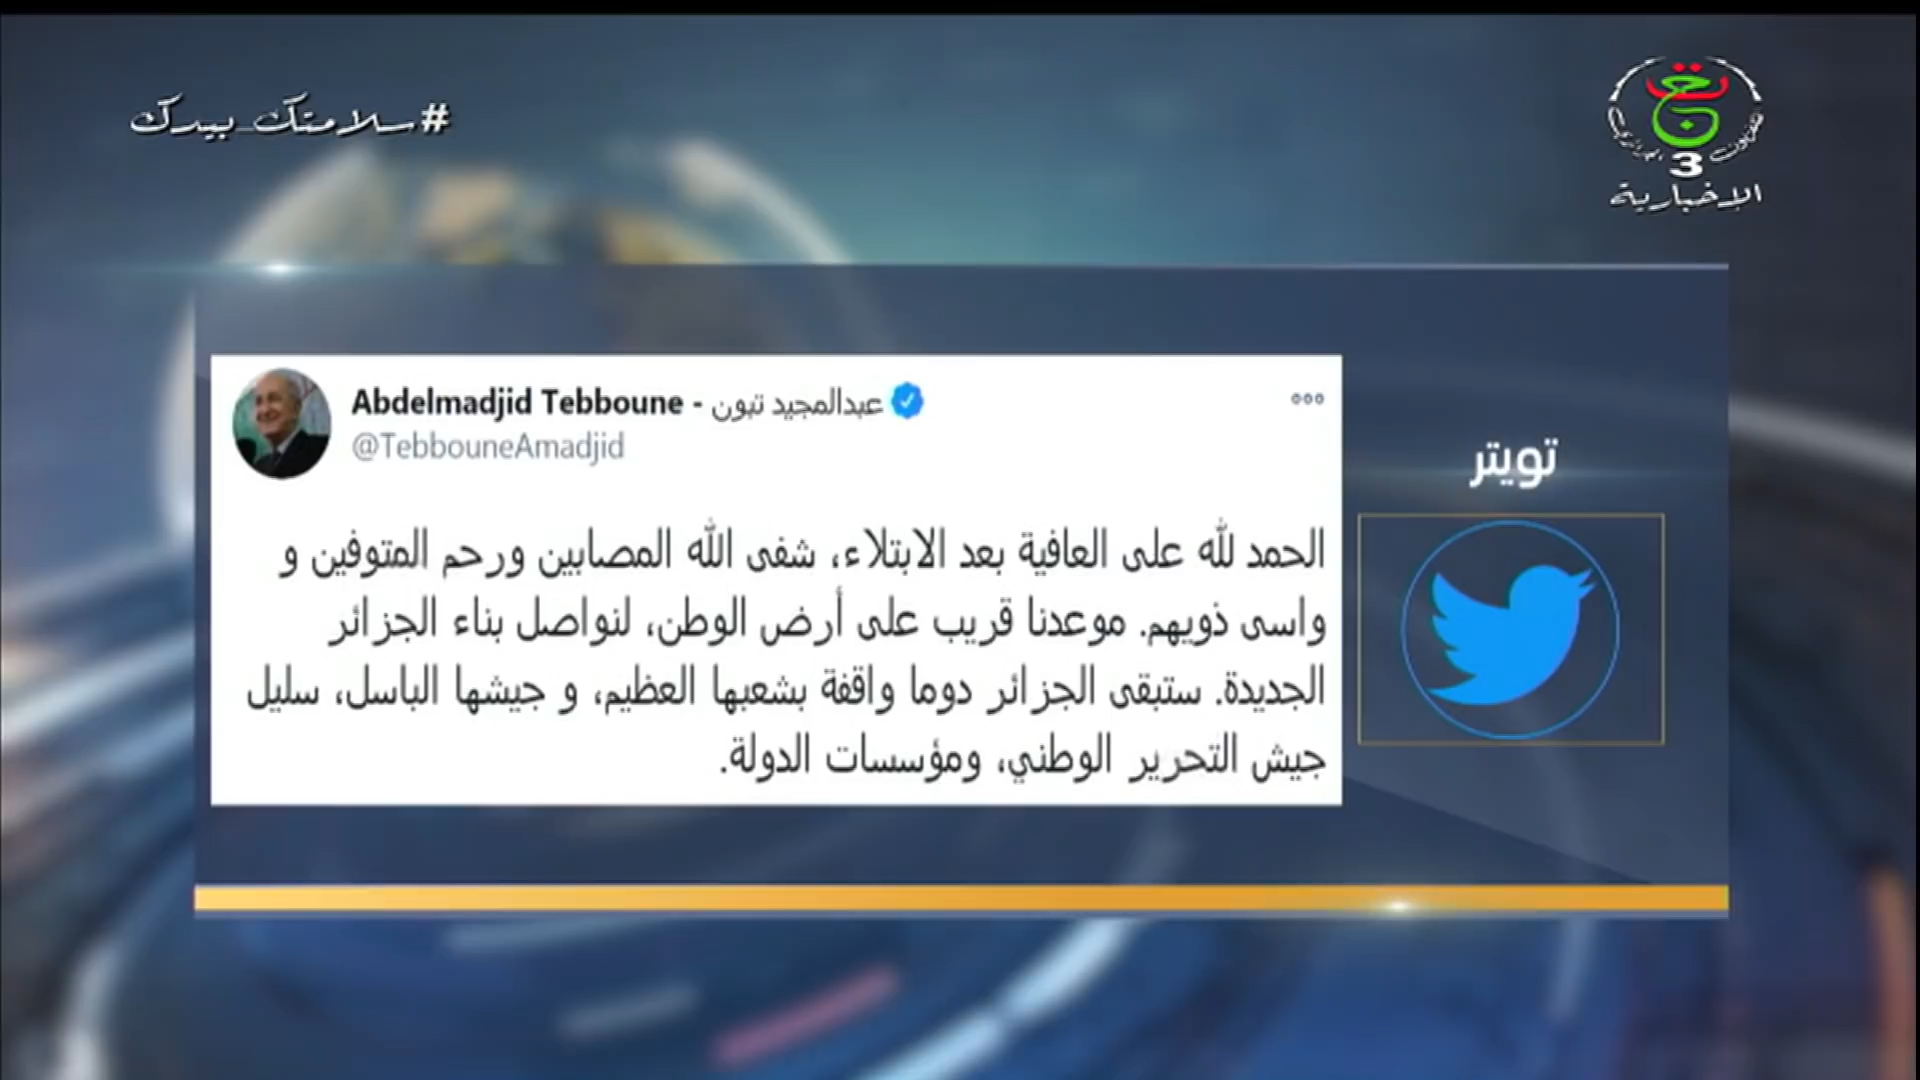 #سلامتك_بيدك
3
الإخبارية
Abdelmadjid Tebboune - عبدالمجيد تبون
@TebbouneAmadjid
الحمد لله على العافية بعد الابتلاء، شفى الله المصابين ورحم المتوفين و
واسى ذويهم. موعدنا قريب على أرض الوطن، لنواصل بناء الجزائر
الجديدة. ستبقى الجزائر دوما واقفة بشعبها العظيم، و جيشها الباسل، سليل
جيش التحرير الوطني، ومؤسسات الدولة.
تويتر